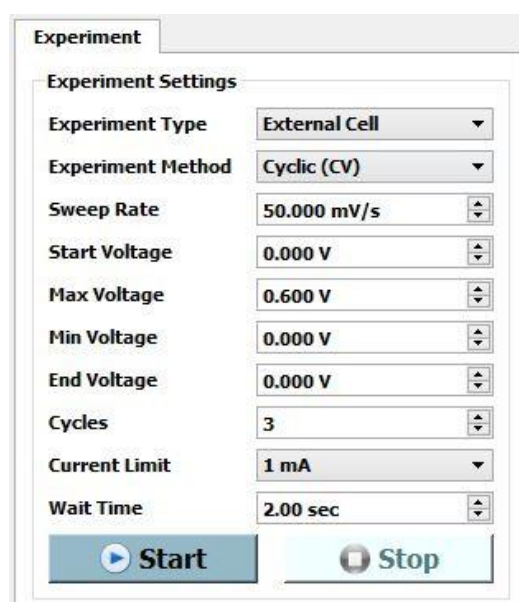 Experiment
Experiment Settings
Experiment Type External Cell
Experiment Method Cyclic (CV)
Sweep Rate 50.000 mV/s
Start Voltage 0.000 V
Max Voltage 0.600 V
Min Voltage 0.000 V
End Voltage 0.000 V
Cycles 3
Current Limit 1 mA
Wait Time 2.00 sec
Start Stop